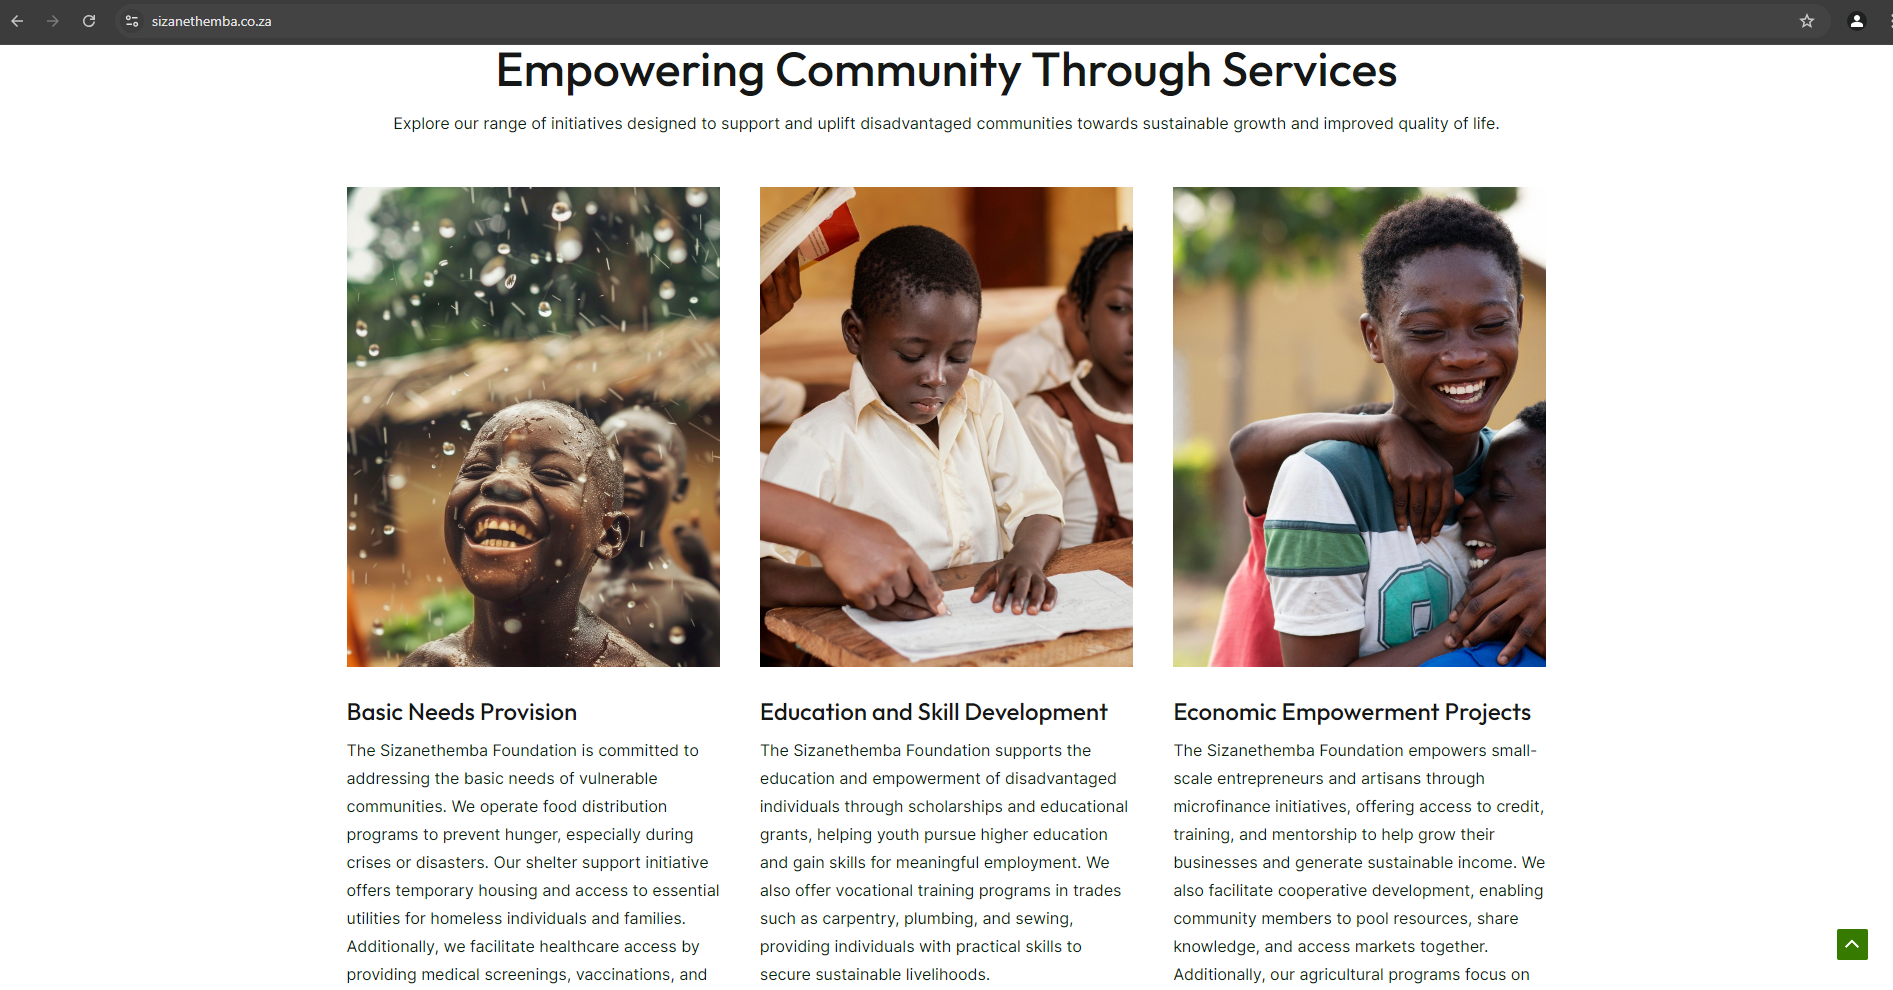 sizanethemba.co.za
Empowering Community Through Services
Explore our range of initiatives designed to support and uplift disadvantaged communities towards sustainable growth and improved quality of life.
Basic Needs Provision
The Sizanethemba Foundation is committed to
addressing the basic needs of vulnerable
communities. We operate food distribution
programs to prevent hunger, especially during
crises or disasters. Our shelter support initiative
offers temporary housing and access to essential
utilities for homeless individuals and families.
Additionally, we facilitate healthcare access by
providing medical screenings, vaccinations, and
Education and Skill Development
The Sizanethemba Foundation supports the
education and empowerment of disadvantaged
individuals through scholarships and educational
grants, helping youth pursue higher education
and gain skills for meaningful employment. We
also offer vocational training programs in trades
such as carpentry, plumbing, and sewing,
providing individuals with practical skills to
secure sustainable livelihoods.
Economic Empowerment Projects
The Sizanethemba Foundation empowers small-
scale entrepreneurs and artisans through
microfinance initiatives, offering access to credit,
training, and mentorship to help grow their
businesses and generate sustainable income. We
also facilitate cooperative development, enabling
community members to pool resources, share
knowledge, and access markets together.
Additionally, our agricultural programs focus on